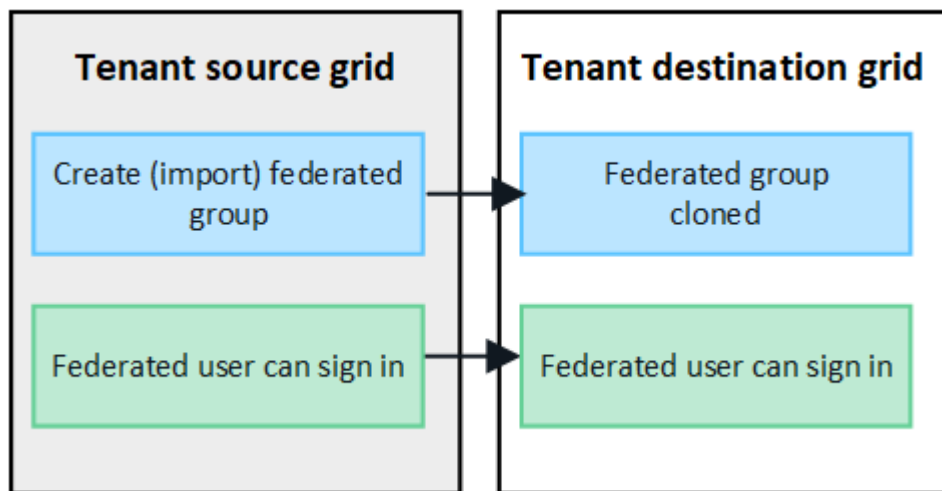 Tenant source grid
Create (import) federated
group
Federated user can sign in
Tenant destination grid
Federated group
cloned
Federated user can sign in